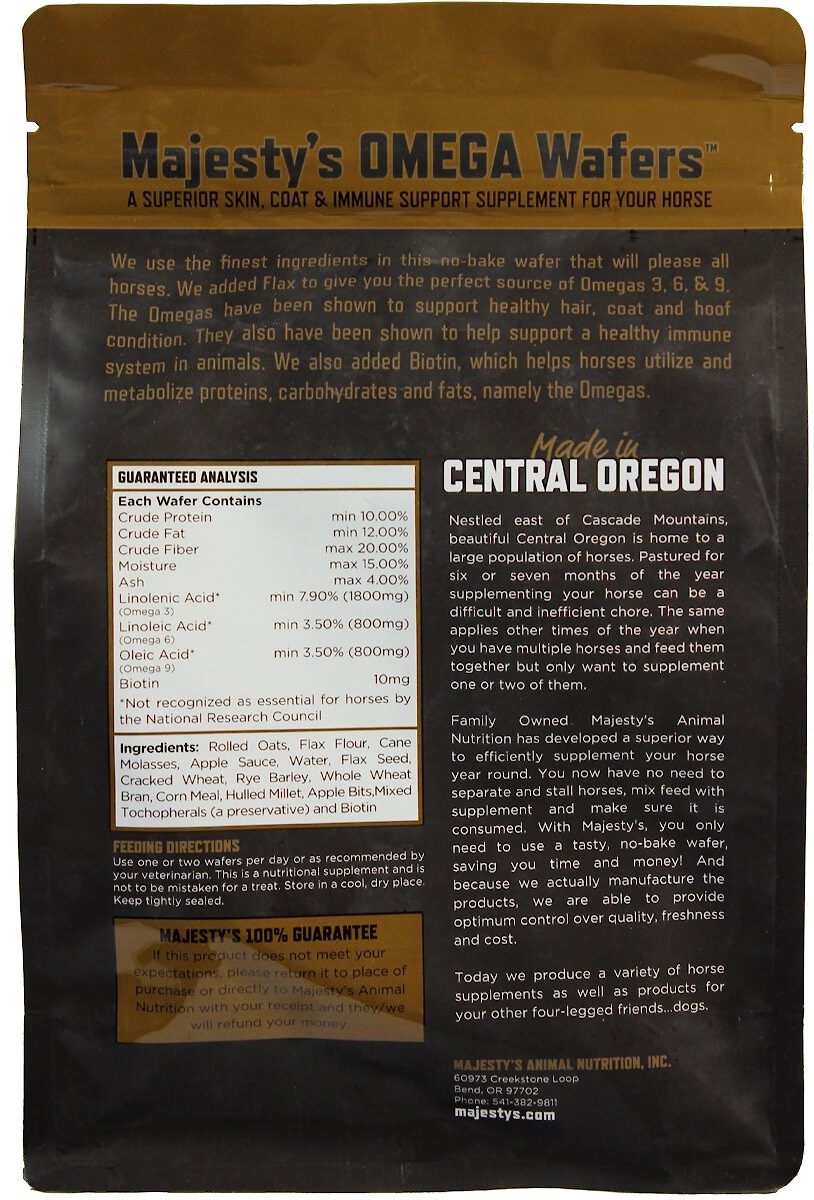 Majesty's OMEGA Wafers™
A SUPERIOR SKIN, COAT & IMMUNE SUPPORT SUPPLEMENT FOR YOUR HORSE
We use the finest ingredients in this no-bake wafer that will please all
horses. We added Flax to give you the perfect source of Omegas 3, 6, & 9.
The Omegas have been shown to support healthy hair, coat and hoof
condition. They also have been shown to help support a healthy immune
system in animals. We also added Biotin, which helps horses utilize and
metabolize proteins, carbohydrates and fats, namely the Omegas.
GUARANTEED ANALYSIS
Each Wafer Contains
Crude Protein min 10.00%
Crude Fat min 12.00%
Crude Fiber max 20.00%
Moisture max 15.00%
Ash max 4.00%
Linolenic Acid* min 7.90% (1800mg)
(Omega 3)
Linoleic Acid* min 3.50% (800mg)
(Omega 6)
Oleic Acid* min 3.50% (800mg)
(Omega 9)
Biotin 10mg
*Not recognized as essential for horses by
the National Research Council
Ingredients: Rolled Oats, Flax Flour, Cane
Molasses, Apple Sauce, Water, Flax Seed,
Cracked Wheat, Rye Barley, Whole Wheat
Bran, Corn Meal, Hulled Millet, Apple Bits,Mixed
Tochopherals (a preservative) and Biotin
FEEDING DIRECTIONS
Use one or two wafers per day or as recommended by
your veterinarian. This is a nutritional supplement and is
not to be mistaken for a treat. Store in a cool, dry place.
Keep tightly sealed.
MAJESTY'S 100% GUARANTEE
If this product does not meet your
expectations, please return it to place of
purchase or directly to Majesty's Animal
Nutrition with your receipt and they/we
will refund your money.
Made in
CENTRAL OREGON
Nestled east of Cascade Mountains,
beautiful Central Oregon is home to a
large population of horses. Pastured for
six or seven months of the year
supplementing your horse can be a
difficult and inefficient chore. The same
applies other times of the year when
you have multiple horses and feed them
together but only want to supplement
one or two of them.
Family Owned Majesty's Animal
Nutrition has developed a superior way
to efficiently supplement your horse
year round. You now have no need to
separate and stall horses, mix feed with
supplement and make sure it is
consumed. With Majesty's, you only
need to use a tasty, no-bake wafer,
saving you time and money! And
because we actually manufacture the
products, we are able to provide
optimum control over quality, freshness
and cost.
Today we produce a variety of horse
supplements as well as products for
your other four-legged friends...dogs.
MAJESTY'S ANIMAL NUTRITION, INC.
60973 Creekstone Loop
Bend, OR 97702
Phone: 541-382-9811
majestys.com